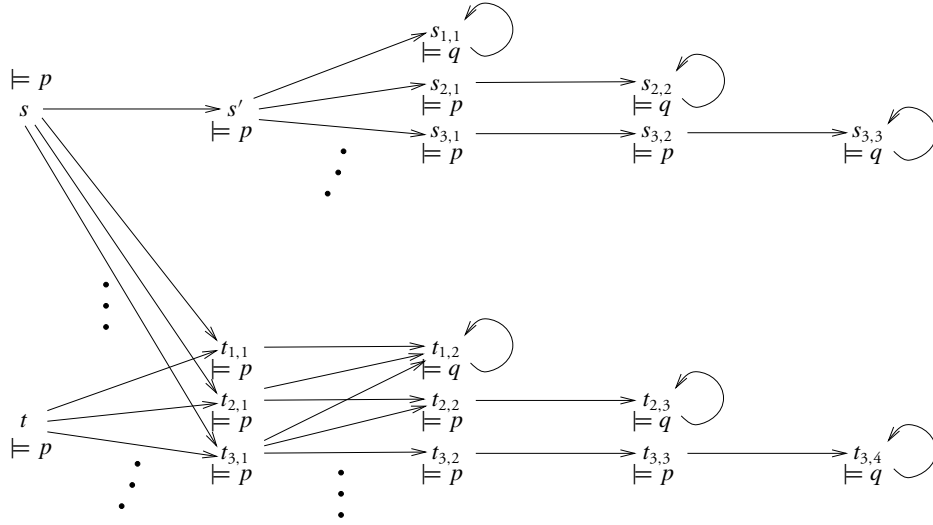 s₁,₁
⊨ q
⊨ p
s₂,₁
s₂,₂
s
s′
⊨ p
⊨ q
⊨ p
s₃,₁
s₃,₂
s₃,₃
⊨ p
⊨ p
⊨ q
t₁,₁
t₁,₂
⊨ p
⊨ q
t₂,₁
t₂,₂
t₂,₃
t
⊨ p
⊨ p
⊨ q
⊨ p
t₃,₁
t₃,₂
t₃,₃
t₃,₄
⊨ p
⊨ p
⊨ p
⊨ q